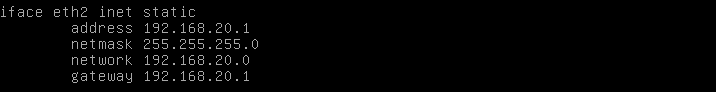 iface eth2 inet static
address 192.168.20.1
netmask 255.255.255.0
network 192.168.20.0
gateway 192.168.20.1